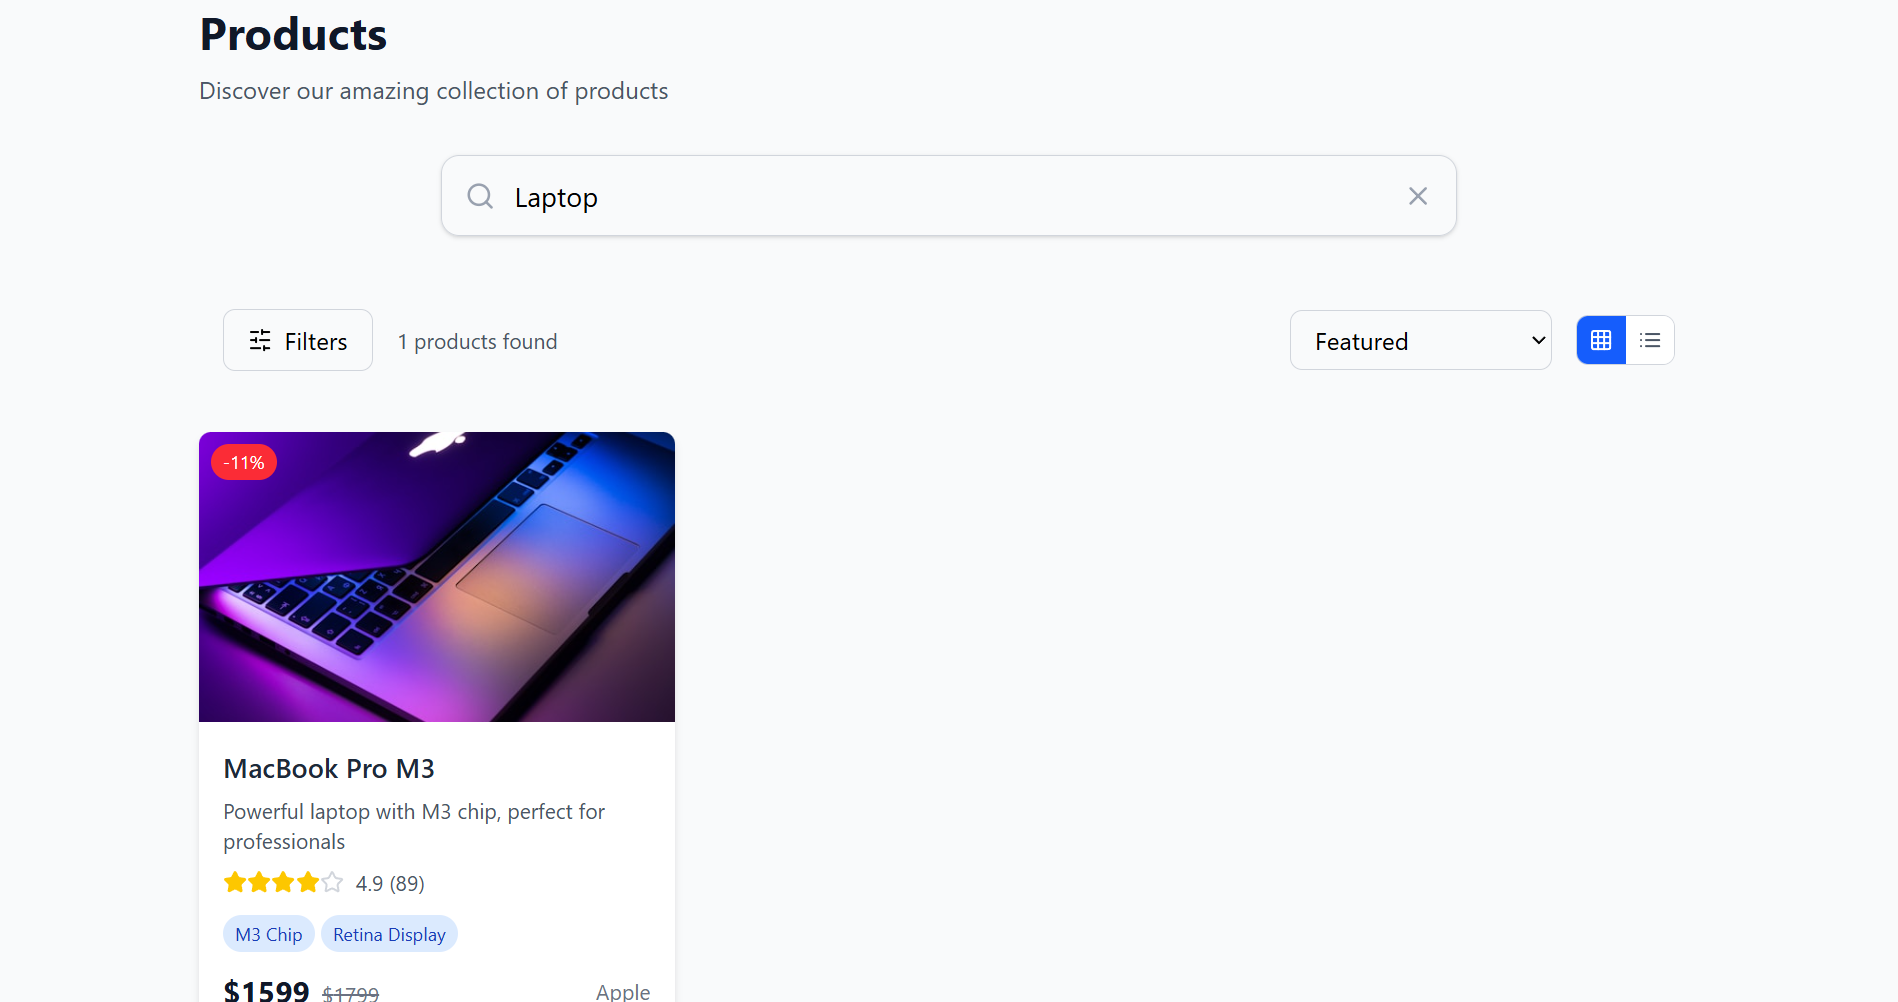 Products
Discover our amazing collection of products
Laptop
Filters
1 products found
Featured
-11%
MacBook Pro M3
Powerful laptop with M3 chip, perfect for
professionals
4.9 (89)
M3 Chip
Retina Display
$1599 $1799
Apple